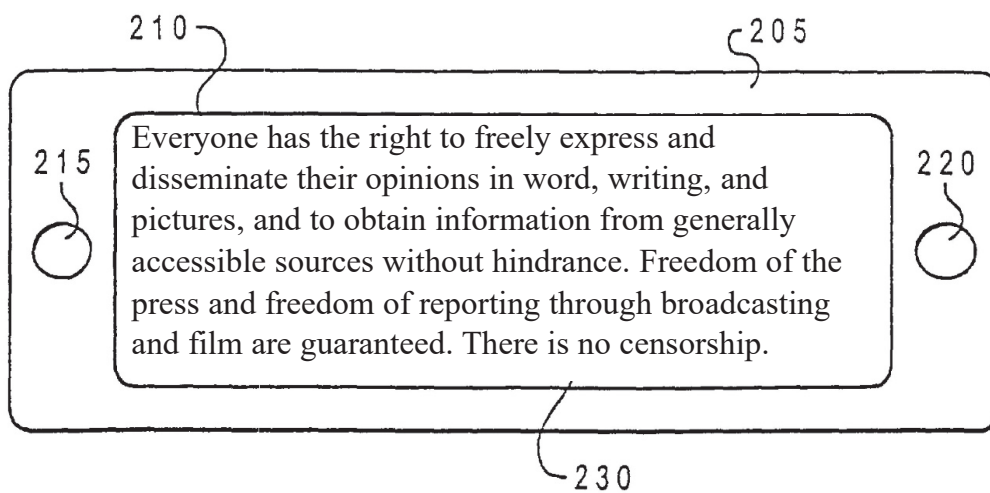 210
205
215
220
Everyone has the right to freely express and
disseminate their opinions in word, writing, and
pictures, and to obtain information from generally
accessible sources without hindrance. Freedom of the
press and freedom of reporting through broadcasting
and film are guaranteed. There is no censorship.
230